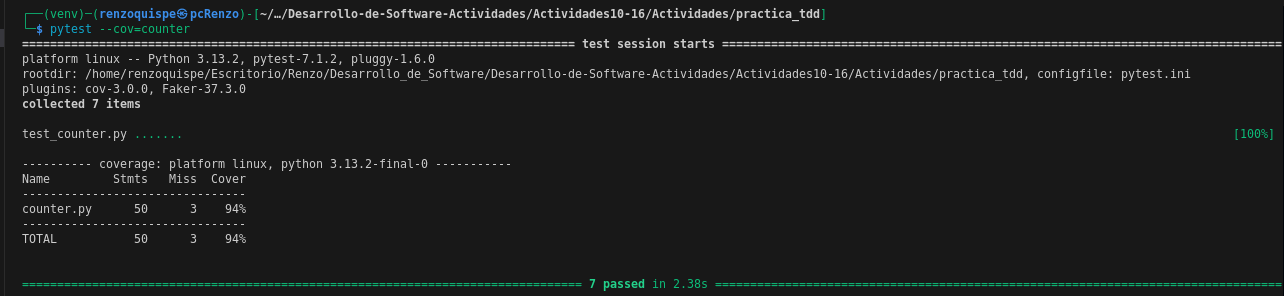 ┌──(venv)─(renzoquispe㉿pcRenzo)-[~/…/Desarrollo-de-Software-Actividades/Actividades10-16/Actividades/practica_tdd]
└─$ pytest --cov=counter
=============================================================================== test session starts ================================================================================
platform linux -- Python 3.13.2, pytest-7.1.2, pluggy-1.6.0
rootdir: /home/renzoquispe/Escritorio/Renzo/Desarrollo_de_Software/Desarrollo-de-Software-Actividades/Actividades10-16/Actividades/practica_tdd, configfile: pytest.ini
plugins: cov-3.0.0, Faker-37.3.0
collected 7 items
test_counter.py ....... [100%]
---------- coverage: platform linux, python 3.13.2-final-0 -----------
Name         Stmts   Miss  Cover
--------------------------------
counter.py      50      3    94%
--------------------------------
TOTAL           50      3    94%
================================================================================ 7 passed in 2.38s =================================================================================